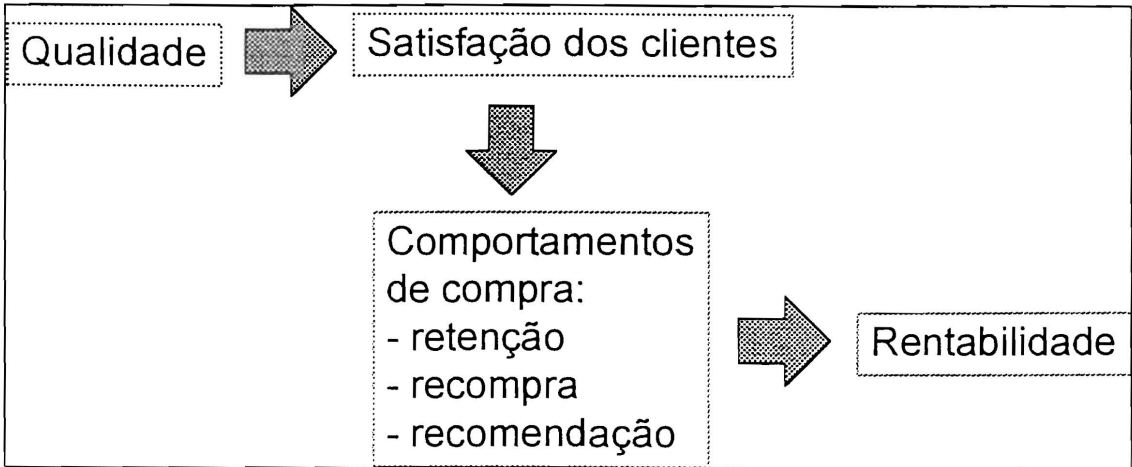 Qualidade
Satisfação dos clientes
Comportamentos
de compra:
- retenção
- recompra
- recomendação
Rentabilidade